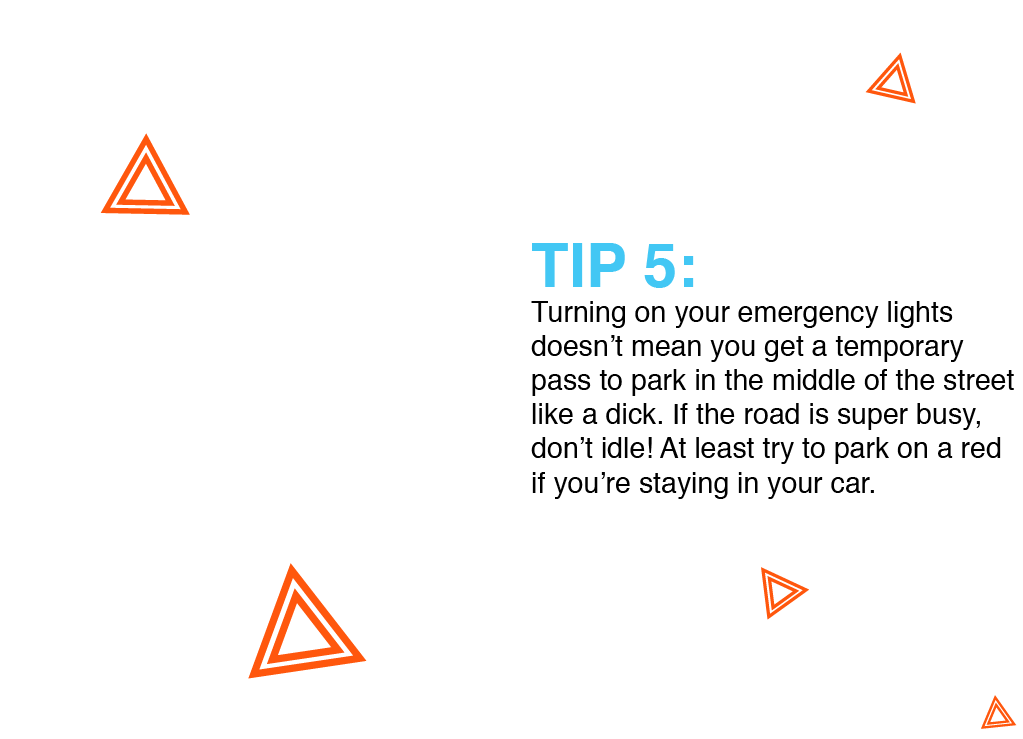 TIP 5:
Turning on your emergency lights
doesn’t mean you get a temporary
pass to park in the middle of the street
like a dick. If the road is super busy,
don’t idle! At least try to park on a red
if you’re staying in your car.